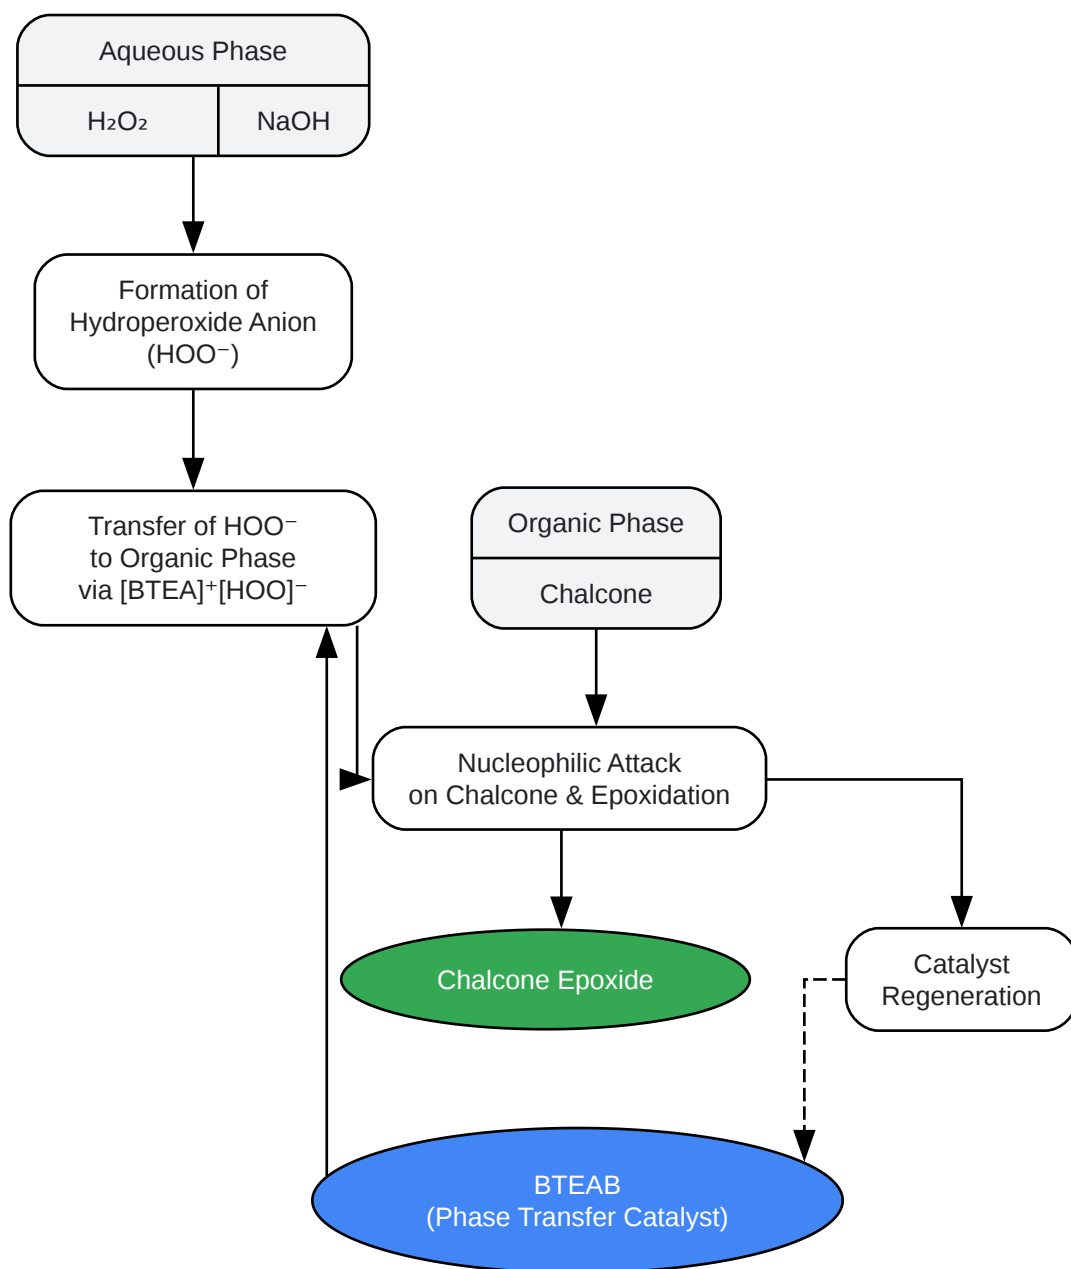 Aqueous Phase
H₂O₂
NaOH
Formation of
Hydroperoxide Anion
(HOO⁻)
Transfer of HOO⁻
to Organic Phase
via [BTEA]⁺[HOO]⁻
Organic Phase
Chalcone
Nucleophilic Attack
on Chalcone & Epoxidation
Chalcone Epoxide
Catalyst
Regeneration
BTEAB
(Phase Transfer Catalyst)